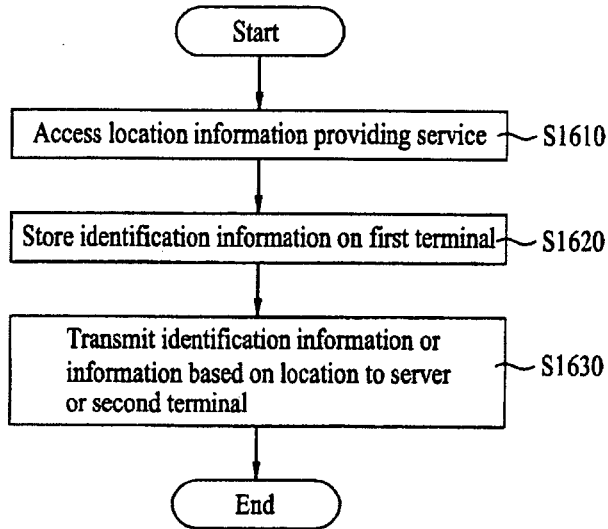 Start
Access location information providing service
S1610
Store identification information on first terminal
S1620
Transmit identification information or
information based on location to server
or second terminal
S1630
End